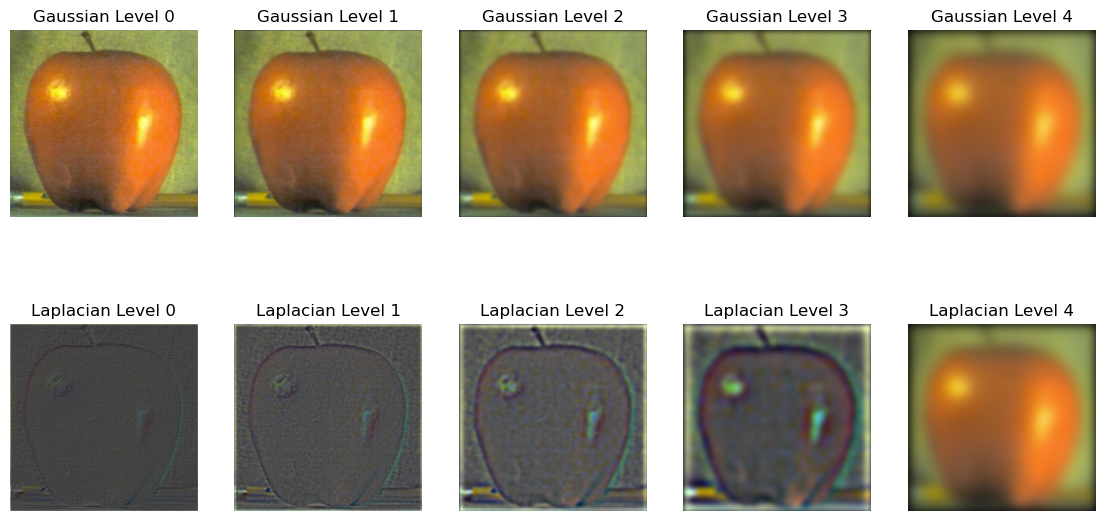 Gaussian Level 0
Gaussian Level 1
Gaussian Level 2
Gaussian Level 3
Gaussian Level 4
Laplacian Level 0
Laplacian Level 1
Laplacian Level 2
Laplacian Level 3
Laplacian Level 4